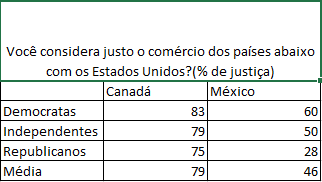 Você considera justo o comércio dos países abaixo
com os Estados Unidos?(% de justiça)
Canadá México
Democratas 83 60
Independentes 79 50
Republicanos 75 28
Média 79 46